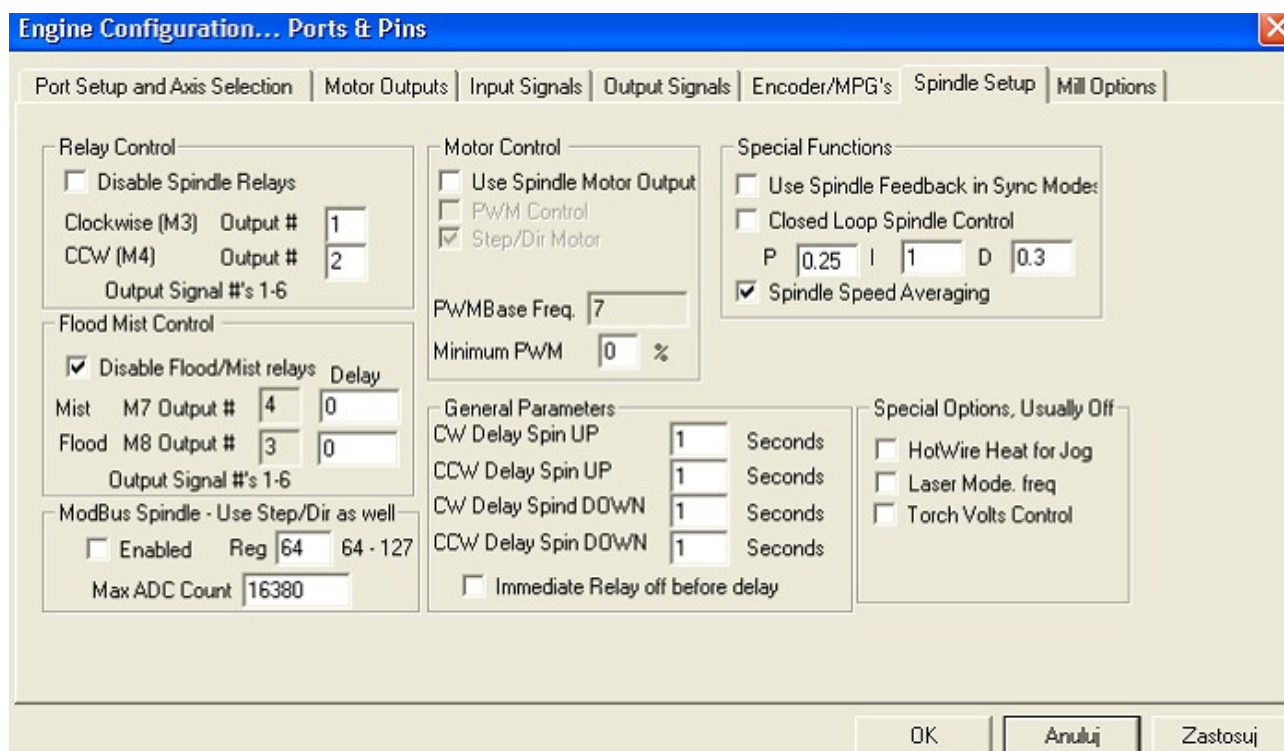 Engine Configuration... Ports & Pins
Port Setup and Axis Selection Motor Outputs Input Signals Output Signals Encoder/MPG's Spindle Setup Mill Options
Relay Control
Disable Spindle Relays
Clockwise (M3) Output # 1
CCW (M4) Output # 2
Output Signal #'s 1-6
Flood Mist Control
Disable Flood/Mist relays Delay
Mist M7 Output # 4 0
Flood M8 Output # 3 0
Output Signal #'s 1-6
ModBus Spindle - Use Step/Dir as well
Enabled Reg 64 64 - 127
Max ADC Count 16380
Motor Control
Use Spindle Motor Output
PWM Control
Step/Dir Motor
PWMBase Freq. 7
Minimum PWM 0 %
General Parameters
CW Delay Spin UP 1 Seconds
CCW Delay Spin UP 1 Seconds
CW Delay Spind DOWN 1 Seconds
CCW Delay Spin DOWN 1 Seconds
Immediate Relay off before delay
Special Functions
Use Spindle Feedback in Sync Modes
Closed Loop Spindle Control
P 0.25 I 1 D 0.3
Spindle Speed Averaging
Special Options, Usually Off
HotWire Heat for Jog
Laser Mode. freq
Torch Volts Control
OK Anuluj Zastosuj